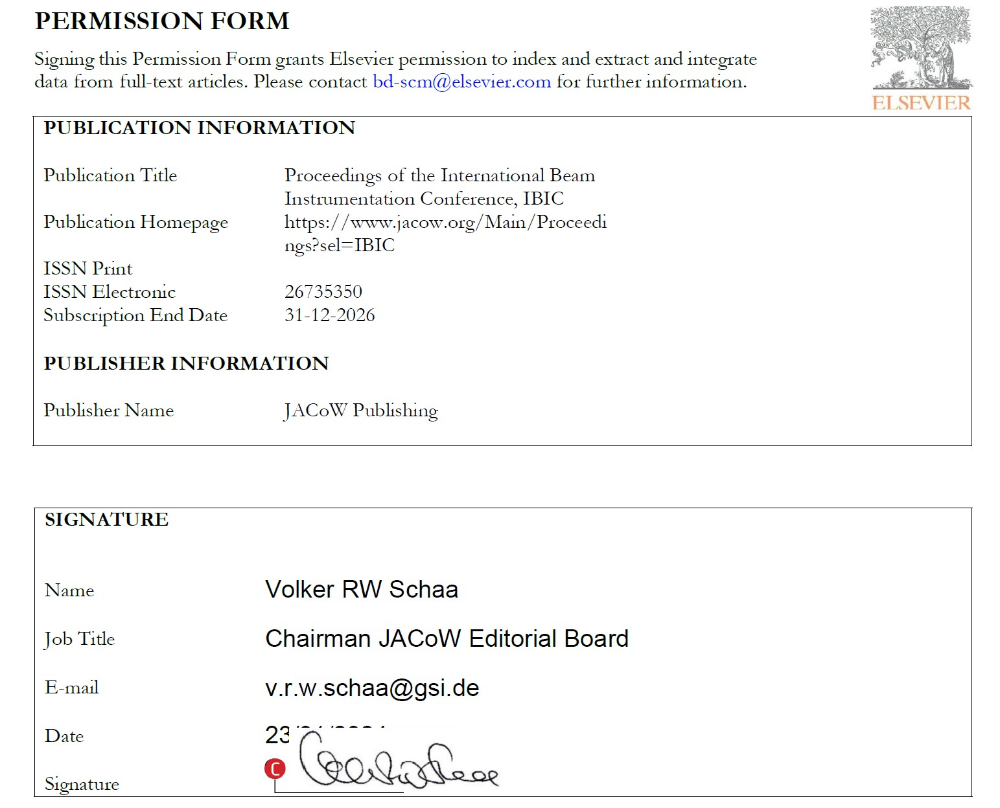 PERMISSION FORM
Signing this Permission Form grants Elsevier permission to index and extract and integrate
data from full-text articles. Please contact bd-scm@elsevier.com for further information.
ELSEVIER
PUBLICATION INFORMATION
Publication Title Proceedings of the International Beam
Instrumentation Conference, IBIC
Publication Homepage https://www.jacow.org/Main/Proceedi
ngs?sel=IBIC
ISSN Print
ISSN Electronic 26735350
Subscription End Date 31-12-2026
PUBLISHER INFORMATION
Publisher Name JACoW Publishing
SIGNATURE
Name Volker RW Schaa
Job Title Chairman JACoW Editorial Board
E-mail v.r.w.schaa@gsi.de
Date 23
C
Signature